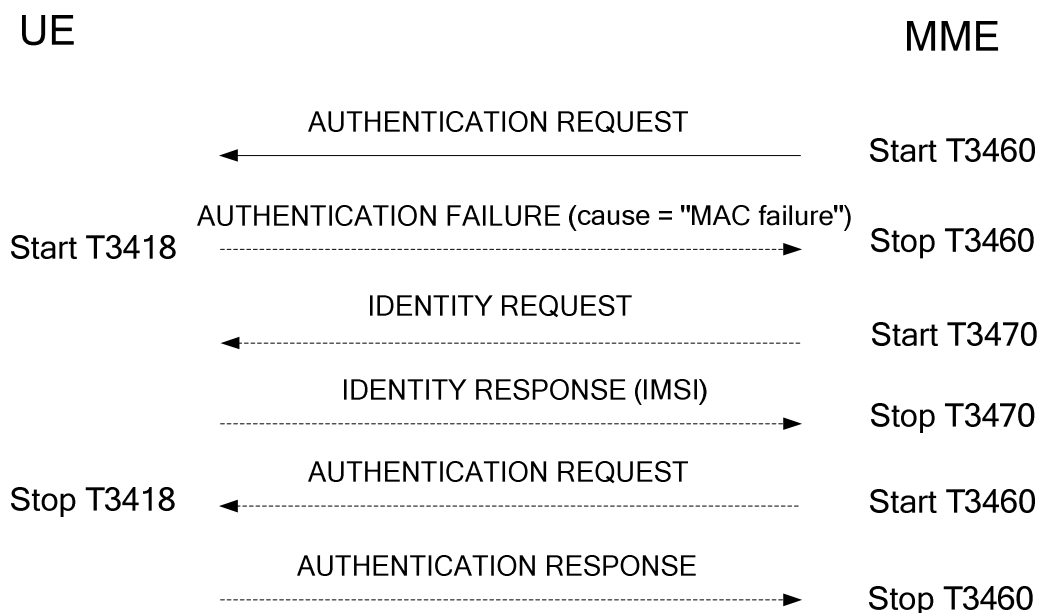 UE
MME
AUTHENTICATION REQUEST
Start T3460
AUTHENTICATION FAILURE (cause = "MAC failure")
Start T3418
Stop T3460
IDENTITY REQUEST
Start T3470
IDENTITY RESPONSE (IMSI)
Stop T3470
AUTHENTICATION REQUEST
Stop T3418
Start T3460
AUTHENTICATION RESPONSE
Stop T3460